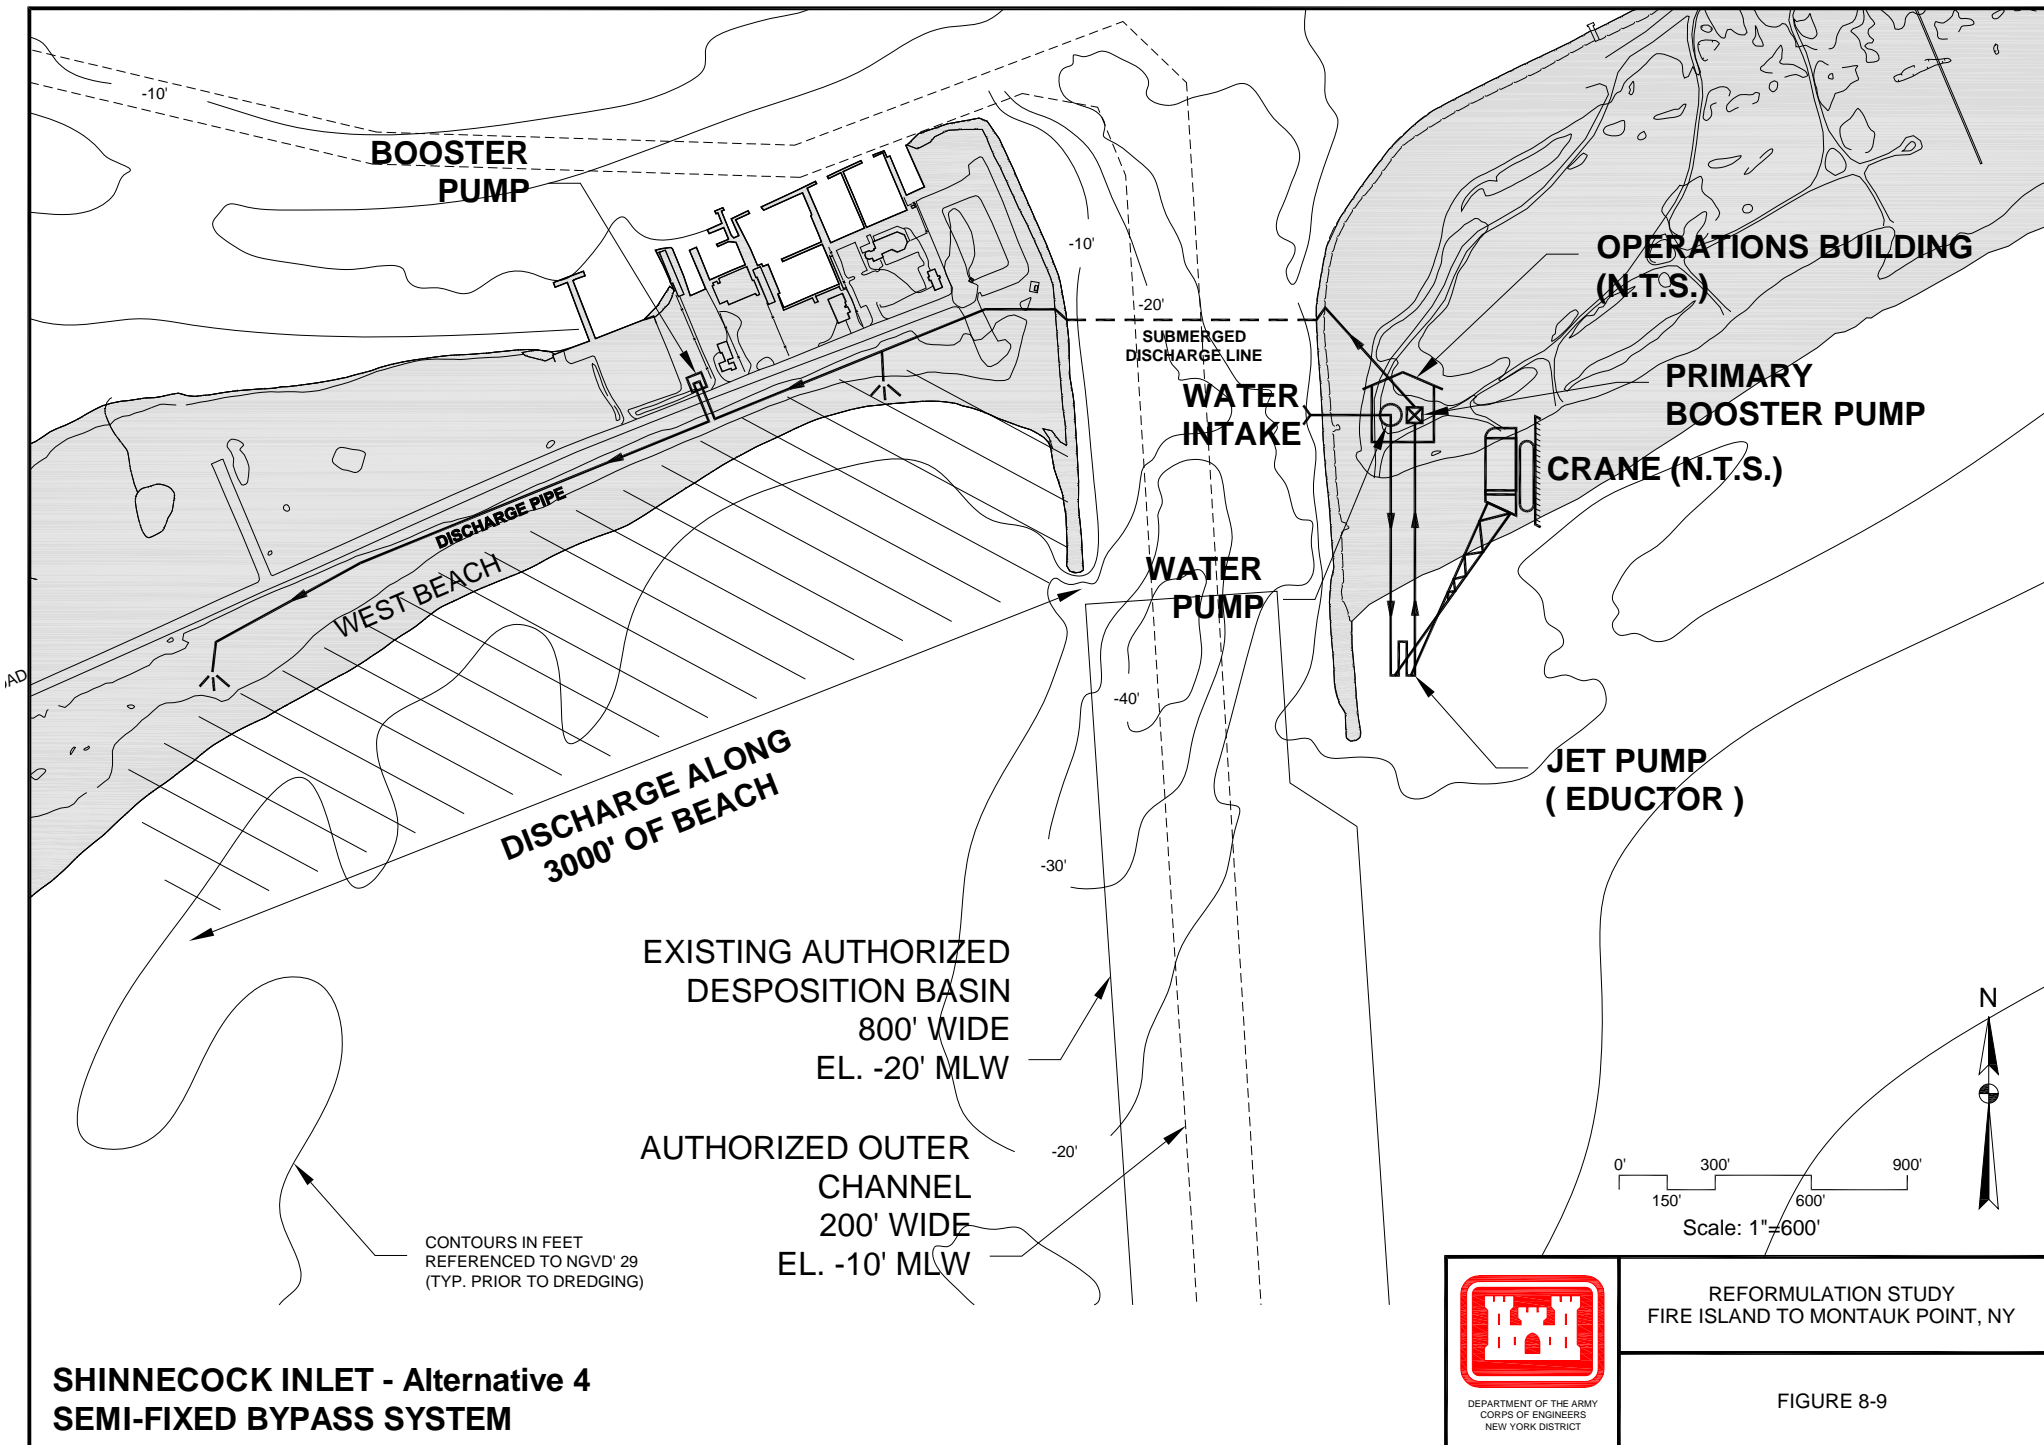 -10'
BOOSTER
PUMP
-10'
-20'
SUBMERGED
DISCHARGE LINE
OPERATIONS BUILDING
(N.T.S.)
WATER
INTAKE
PRIMARY
BOOSTER PUMP
CRANE (N.T.S.)
DISCHARGE PIPE
WEST BEACH
WATER
PUMP
-40'
DISCHARGE ALONG
3000' OF BEACH
JET PUMP
( EDUCTOR )
-30'
EXISTING AUTHORIZED
DESPOSITION BASIN
800' WIDE
EL. -20' MLW
N
AUTHORIZED OUTER
CHANNEL
200' WIDE
EL. -10' MLW
-20'
0' 300' 900'
150' 600'
Scale: 1"=600'
CONTOURS IN FEET
REFERENCED TO NGVD' 29
(TYP. PRIOR TO DREDGING)
REFORMULATION STUDY
FIRE ISLAND TO MONTAUK POINT, NY
DEPARTMENT OF THE ARMY
CORPS OF ENGINEERS
NEW YORK DISTRICT
FIGURE 8-9
SHINNECOCK INLET - Alternative 4
SEMI-FIXED BYPASS SYSTEM